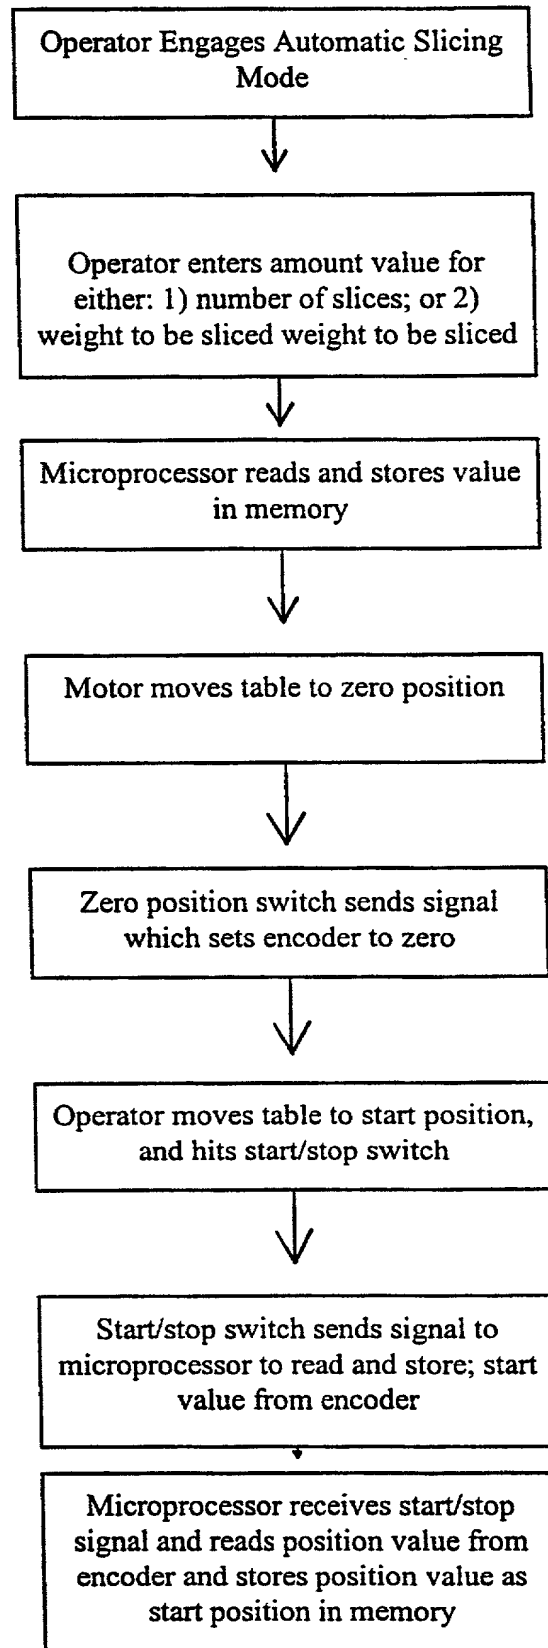 Operator Engages Automatic Slicing
Mode
Operator enters amount value for
either: 1) number of slices; or 2)
weight to be sliced weight to be sliced
Microprocessor reads and stores value
in memory
Motor moves table to zero position
Zero position switch sends signal
which sets encoder to zero
Operator moves table to start position,
and hits start/stop switch
Start/stop switch sends signal to
microprocessor to read and store; start
value from encoder
Microprocessor receives start/stop
signal and reads position value from
encoder and stores position value as
start position in memory